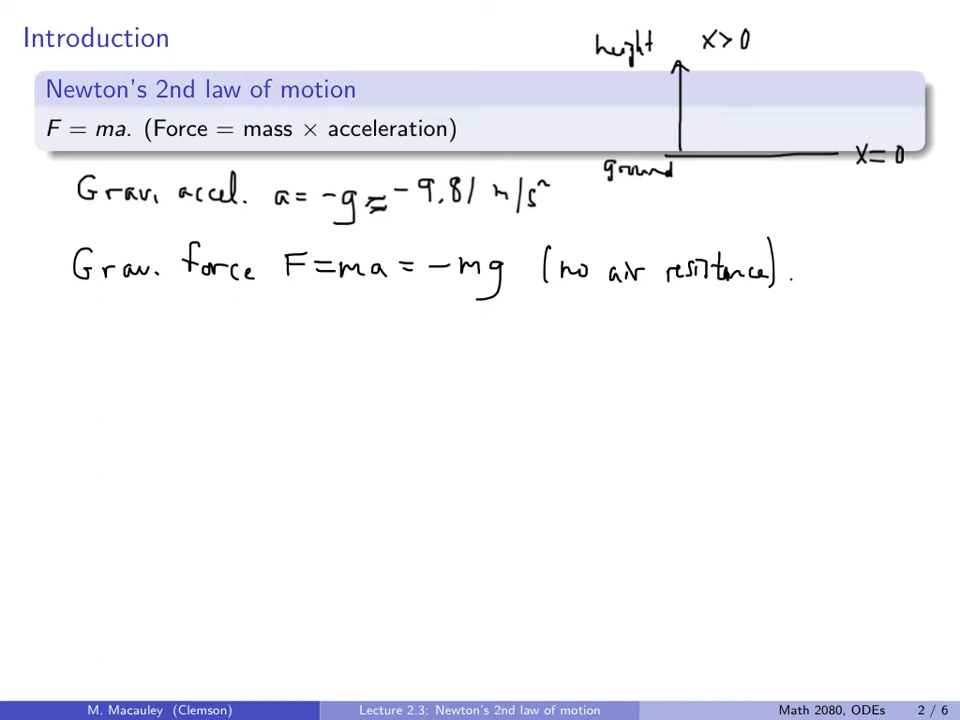 Introduction
height x>0
Newton's 2nd law of motion
F = ma. (Force = mass × acceleration)
ground x=0
Grav. accel. a = -g ≈ -9.81 m/s²
Grav. force F=ma = -mg (no air resistence).
M. Macauley (Clemson) Lecture 2.3: Newton's 2nd law of motion Math 2080, ODEs 2 / 6